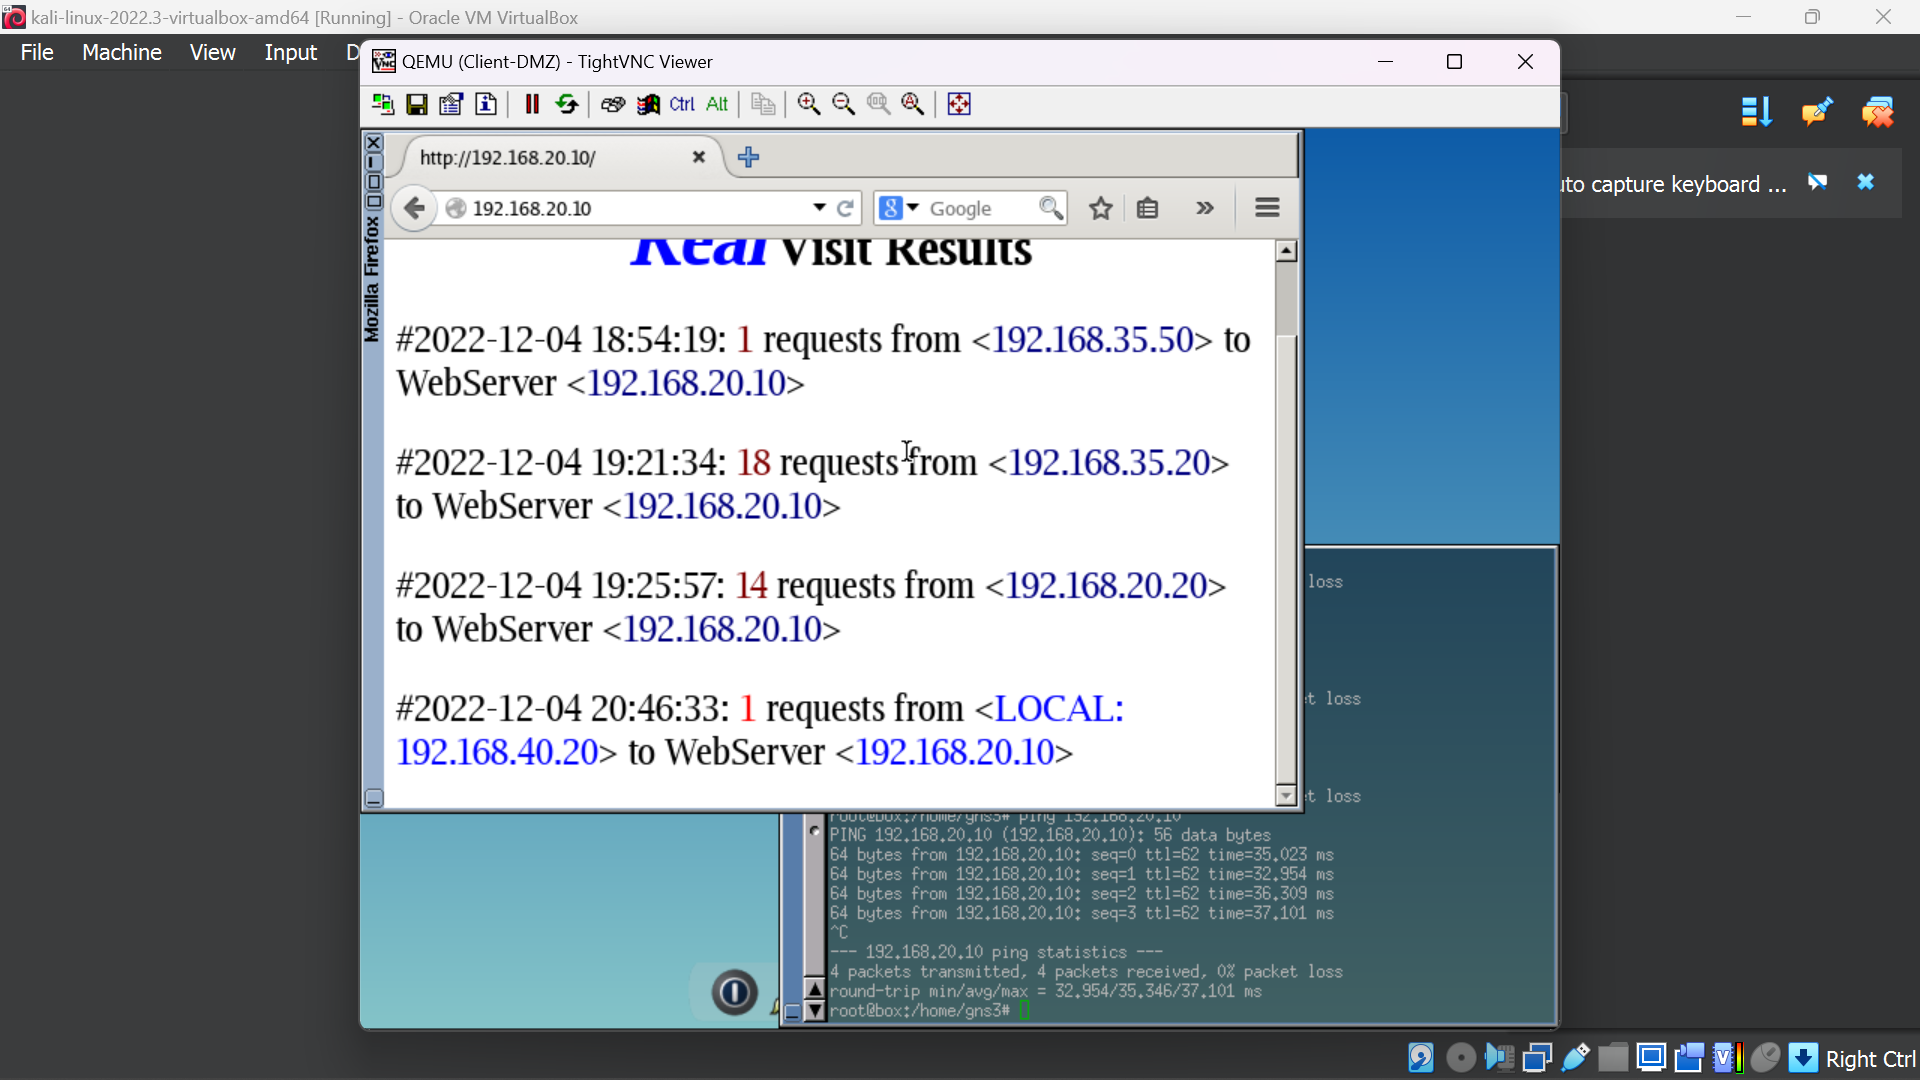 kali-linux-2022.3-virtualbox-amd64 [Running] - Oracle VM VirtualBox
File Machine View Input D
QEMU (Client-DMZ) - TightVNC Viewer
Ctrl Alt
http://192.168.20.10/
192.168.20.10
Google
uto capture keyboard ...
Mozilla Firefox
Real Visit Results
#2022-12-04 18:54:19: 1 requests from <192.168.35.50> to
WebServer <192.168.20.10>
#2022-12-04 19:21:34: 18 requests from <192.168.35.20>
to WebServer <192.168.20.10>
#2022-12-04 19:25:57: 14 requests from <192.168.20.20>
to WebServer <192.168.20.10>
#2022-12-04 20:46:33: 1 requests from <LOCAL:
192.168.40.20> to WebServer <192.168.20.10>
loss
t loss
t loss
root@box:/home/gns3# ping 192.168.20.10
PING 192.168.20.10 (192.168.20.10): 56 data bytes
64 bytes from 192.168.20.10: seq=0 ttl=62 time=35.023 ms
64 bytes from 192.168.20.10: seq=1 ttl=62 time=32.954 ms
64 bytes from 192.168.20.10: seq=2 ttl=62 time=36.309 ms
64 bytes from 192.168.20.10: seq=3 ttl=62 time=37.101 ms
^C
--- 192.168.20.10 ping statistics ---
4 packets transmitted, 4 packets received, 0% packet loss
round-trip min/avg/max = 32.954/35.346/37.101 ms
root@box:/home/gns3#
Right Ctrl